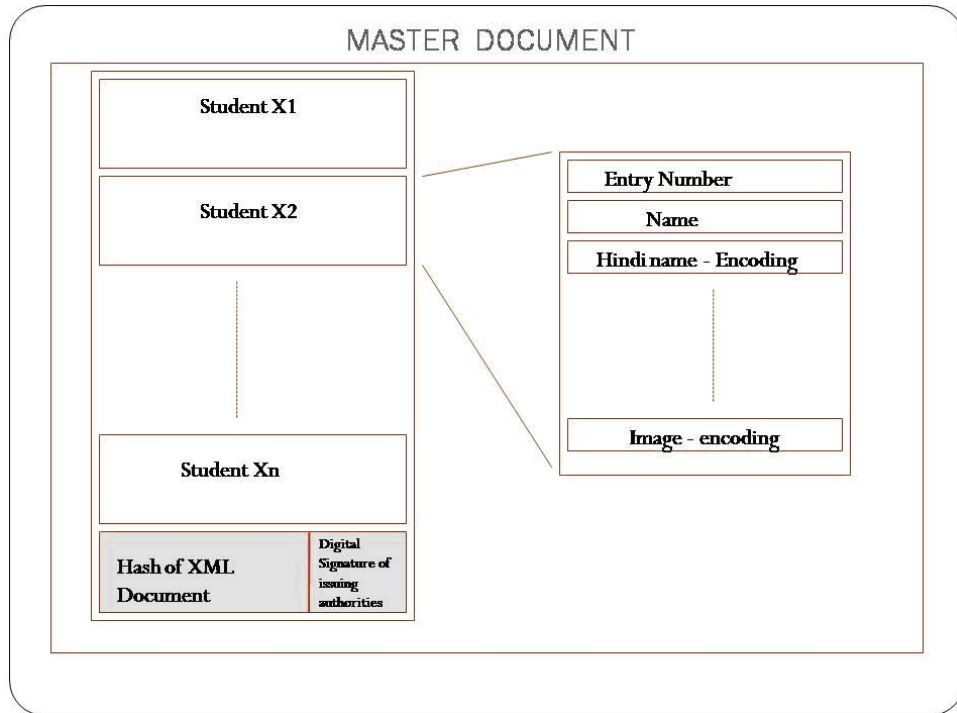 MASTER DOCUMENT
Student X1
Student X2
Student Xn
Hash of XML
Document
Digital
Signature of
issuing
authorities
Entry Number
Name
Hindi name - Encoding
Image - encoding